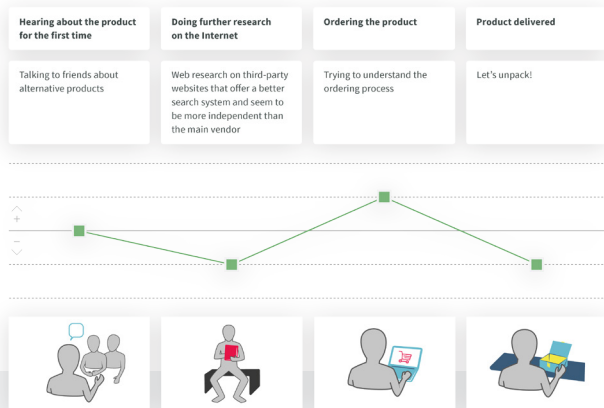 Hearing about the product
for the first time
Doing further research
on the Internet
Ordering the product
Product delivered
Talking to friends about
alternative products
Web research on third-party
websites that offer a better
search system and seem to
be more independent than
the main vendor
Trying to understand the
ordering process
Let's unpack!
+
−